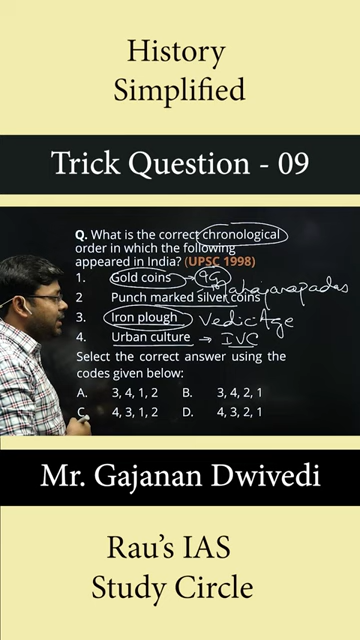 History
Simplified
Trick Question - 09
Q. What is the correct chronological
order in which the following
appeared in India? (UPSC 1998)
1. Gold coins →
2 Punch marked silver coins Mahajanapadas
3. Iron plough Vedic Age
4. Urban culture → IVC
Select the correct answer using the
codes given below:
A. 3, 4, 1, 2 B. 3, 4, 2, 1
C. 4, 3, 1, 2 D. 4, 3, 2, 1
Mr. Gajanan Dwivedi
Rau's IAS
Study Circle